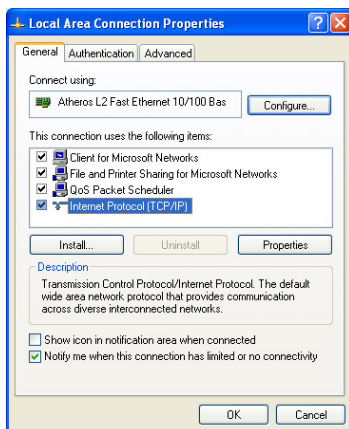 Local Area Connection Properties
General Authentication Advanced
Connect using:
Atheros L2 Fast Ethernet 10/100 Bas
Configure...
This connection uses the following items:
Client for Microsoft Networks
File and Printer Sharing for Microsoft Networks
QoS Packet Scheduler
Internet Protocol (TCP/IP)
Install... Uninstall Properties
Description
Transmission Control Protocol/Internet Protocol. The default
wide area network protocol that provides communication
across diverse interconnected networks.
Show icon in notification area when connected
Notify me when this connection has limited or no connectivity
OK Cancel